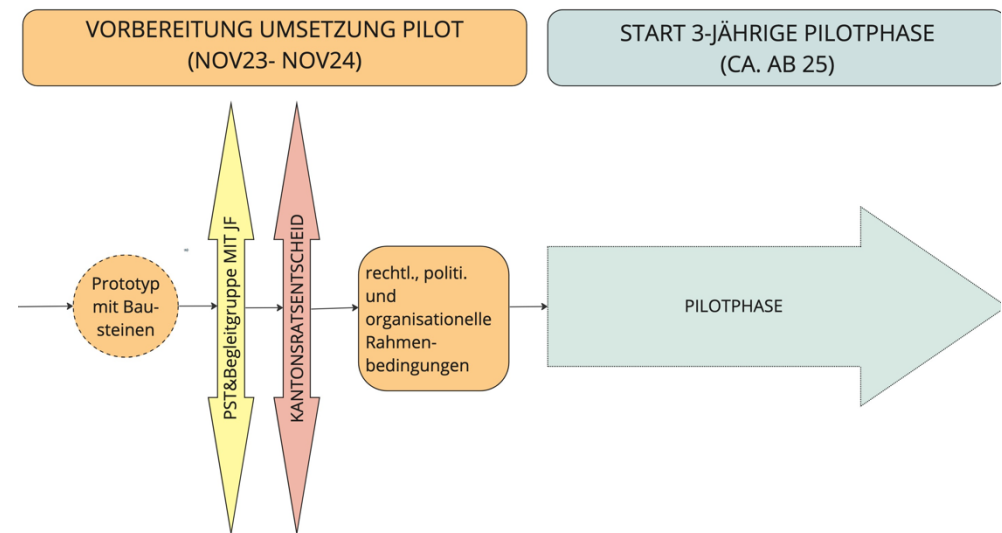 VORBEREITUNG UMSETZUNG PILOT
(NOV23- NOV24)
START 3-JÄHRIGE PILOTPHASE
(CA. AB 25)
Prototyp
mit Bau-
steinen
PST&Begleitgruppe MIT JF
KANTONSRATSENTSCHEID
rechtl., politi.
und
organisationelle
Rahmen-
bedingungen
PILOTPHASE